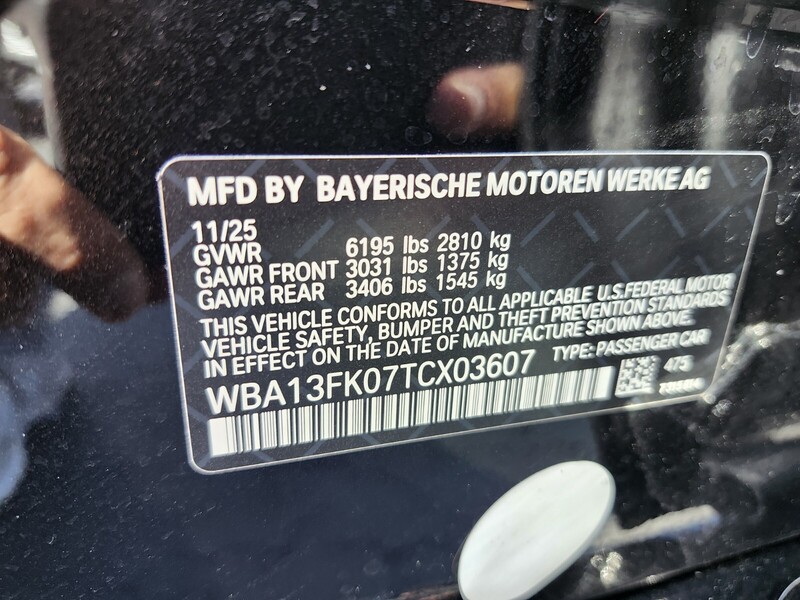 MFD BY BAYERISCHE MOTOREN WERKE AG
11/25
GVWR 6195 lbs 2810 kg
GAWR FRONT 3031 lbs 1375 kg
GAWR REAR 3406 lbs 1545 kg
THIS VEHICLE CONFORMS TO ALL APPLICABLE U.S.FEDERAL MOTOR
VEHICLE SAFETY, BUMPER AND THEFT PREVENTION STANDARDS
IN EFFECT ON THE DATE OF MANUFACTURE SHOWN ABOVE.
WBA13FK07TCX03607 TYPE: PASSENGER CAR
475